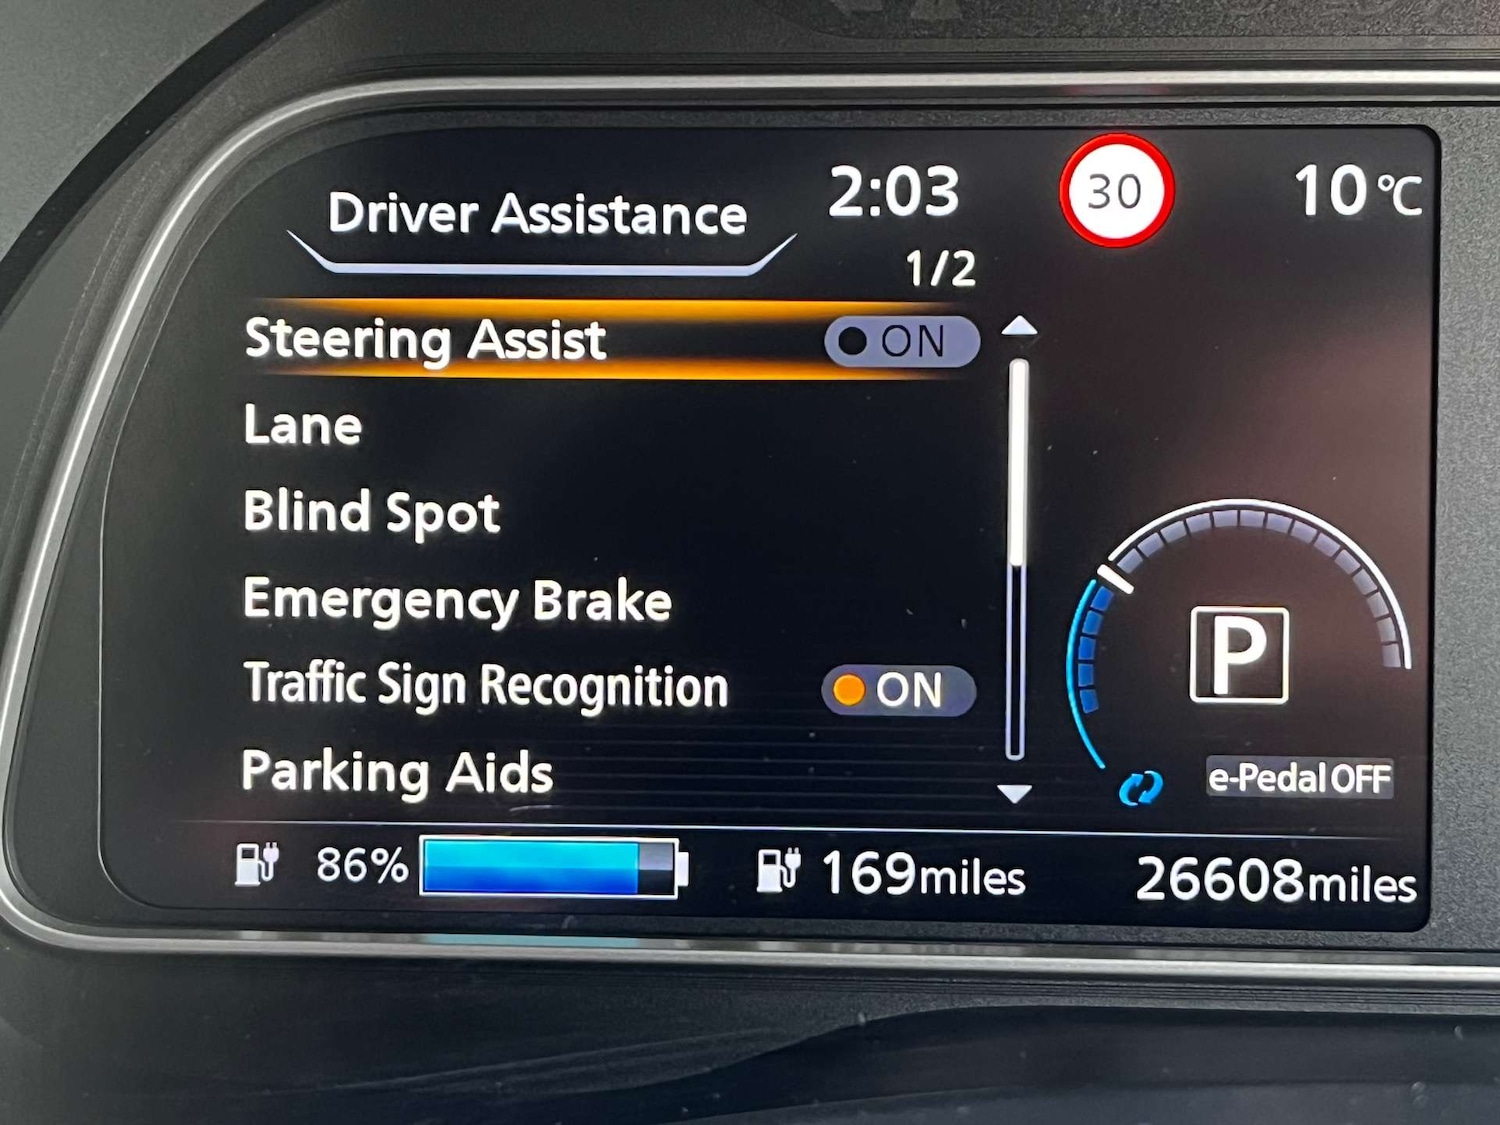 Driver Assistance 2:03 30 10°C
1/2
Steering Assist ON
Lane
Blind Spot
Emergency Brake
Traffic Sign Recognition ON
Parking Aids
P
e-Pedal OFF
86% 169miles 26608miles